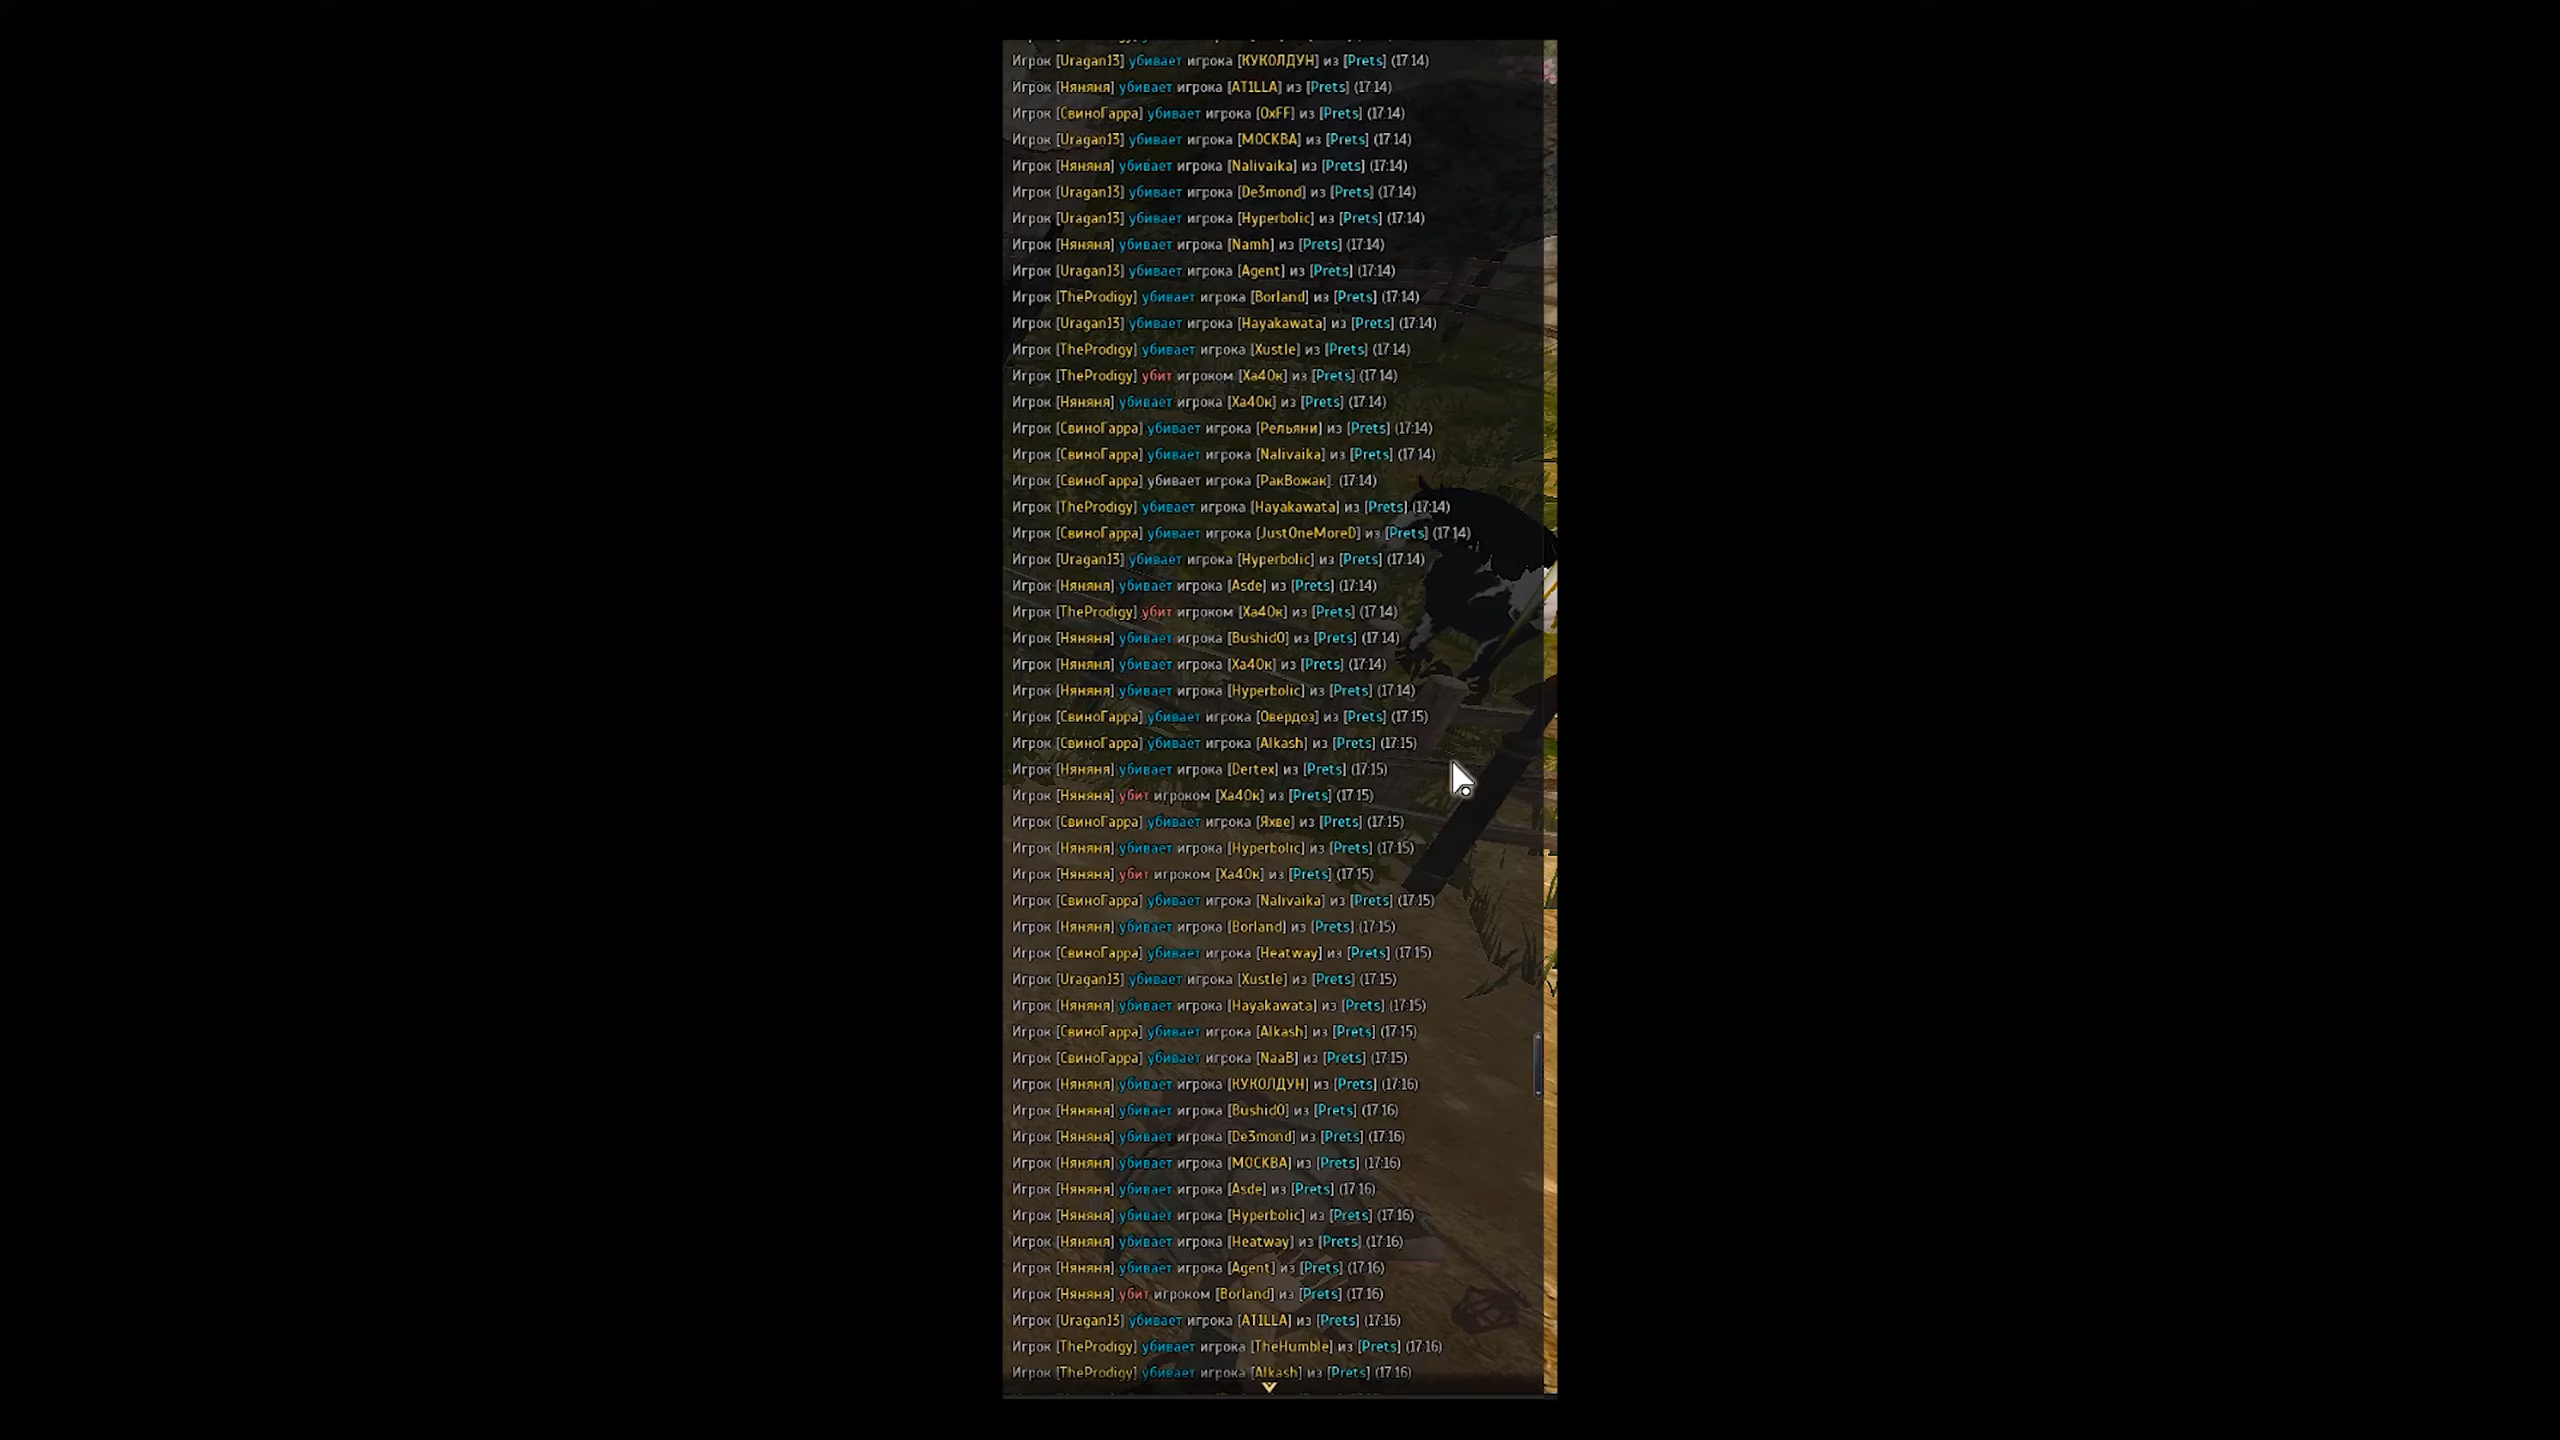 Игрок [Uragan13] убивает игрока [КУКОЛДУН] из [Prets] (17:14)
Игрок [Няняня] убивает игрока [AT1LLA] из [Prets] (17:14)
Игрок [СвиноГарра] убивает игрока [0xFF] из [Prets] (17:14)
Игрок [Uragan13] убивает игрока [МОСКВА] из [Prets] (17:14)
Игрок [Няняня] убивает игрока [Nalivaika] из [Prets] (17:14)
Игрок [Uragan13] убивает игрока [De3mond] из [Prets] (17:14)
Игрок [Uragan13] убивает игрока [Hyperbolic] из [Prets] (17:14)
Игрок [Няняня] убивает игрока [Namh] из [Prets] (17:14)
Игрок [Uragan13] убивает игрока [Agent] из [Prets] (17:14)
Игрок [TheProdigy] убивает игрока [Borland] из [Prets] (17:14)
Игрок [Uragan13] убивает игрока [Hayakawata] из [Prets] (17:14)
Игрок [TheProdigy] убивает игрока [Xustle] из [Prets] (17:14)
Игрок [TheProdigy] убит игроком [Ха40к] из [Prets] (17:14)
Игрок [Няняня] убивает игрока [Ха40к] из [Prets] (17:14)
Игрок [СвиноГарра] убивает игрока [Рельяни] из [Prets] (17:14)
Игрок [СвиноГарра] убивает игрока [Nalivaika] из [Prets] (17:14)
Игрок [СвиноГарра] убивает игрока [РакВожак]. (17:14)
Игрок [TheProdigy] убивает игрока [Hayakawata] из [Prets] (17:14)
Игрок [СвиноГарра] убивает игрока [JustOneMoreD] из [Prets] (17:14)
Игрок [Uragan13] убивает игрока [Hyperbolic] из [Prets] (17:14)
Игрок [Няняня] убивает игрока [Asde] из [Prets] (17:14)
Игрок [TheProdigy] убит игроком [Ха40к] из [Prets] (17:14)
Игрок [Няняня] убивает игрока [Bushid0] из [Prets] (17:14)
Игрок [Няняня] убивает игрока [Ха40к] из [Prets] (17:14)
Игрок [Няняня] убивает игрока [Hyperbolic] из [Prets] (17:14)
Игрок [СвиноГарра] убивает игрока [Овердоз] из [Prets] (17:15)
Игрок [СвиноГарра] убивает игрока [Alkash] из [Prets] (17:15)
Игрок [Няняня] убивает игрока [Dertex] из [Prets] (17:15)
Игрок [Няняня] убит игроком [Ха40к] из [Prets] (17:15)
Игрок [СвиноГарра] убивает игрока [Яхве] из [Prets] (17:15)
Игрок [Няняня] убивает игрока [Hyperbolic] из [Prets] (17:15)
Игрок [Няняня] убит игроком [Ха40к] из [Prets] (17:15)
Игрок [СвиноГарра] убивает игрока [Nalivaika] из [Prets] (17:15)
Игрок [Няняня] убивает игрока [Borland] из [Prets] (17:15)
Игрок [СвиноГарра] убивает игрока [Heatway] из [Prets] (17:15)
Игрок [Uragan13] убивает игрока [Xustle] из [Prets] (17:15)
Игрок [Няняня] убивает игрока [Hayakawata] из [Prets] (17:15)
Игрок [СвиноГарра] убивает игрока [Alkash] из [Prets] (17:15)
Игрок [СвиноГарра] убивает игрока [NaaB] из [Prets] (17:15)
Игрок [Няняня] убивает игрока [КУКОЛДУН] из [Prets] (17:16)
Игрок [Няняня] убивает игрока [Bushid0] из [Prets] (17:16)
Игрок [Няняня] убивает игрока [De3mond] из [Prets] (17:16)
Игрок [Няняня] убивает игрока [МОСКВА] из [Prets] (17:16)
Игрок [Няняня] убивает игрока [Asde] из [Prets] (17:16)
Игрок [Няняня] убивает игрока [Hyperbolic] из [Prets] (17:16)
Игрок [Няняня] убивает игрока [Heatway] из [Prets] (17:16)
Игрок [Няняня] убивает игрока [Agent] из [Prets] (17:16)
Игрок [Няняня] убит игроком [Borland] из [Prets] (17:16)
Игрок [Uragan13] убивает игрока [AT1LLA] из [Prets] (17:16)
Игрок [TheProdigy] убивает игрока [TheHumble] из [Prets] (17:16)
Игрок [TheProdigy] убивает игрока [Alkash] из [Prets] (17:16)